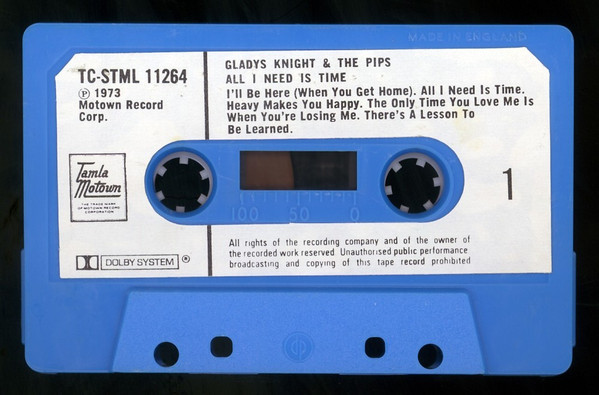 MADE IN ENGLAND
TC-STML 11264
Ⓟ 1973
Motown Record
Corp.
GLADYS KNIGHT & THE PIPS
ALL I NEED IS TIME
I'll Be Here (When You Get Home). All I Need Is Time.
Heavy Makes You Happy. The Only Time You Love Me Is
When You're Losing Me. There's A Lesson To
Be Learned.
Tamla
Motown
THE TRADE MARK
OF MOTOWN RECORD
CORPORATION
1
100 50 0
DOLBY SYSTEM ®
All rights of the recording company and of the owner of
the recorded work reserved. Unauthorised public performance
broadcasting and copying of this tape record prohibited